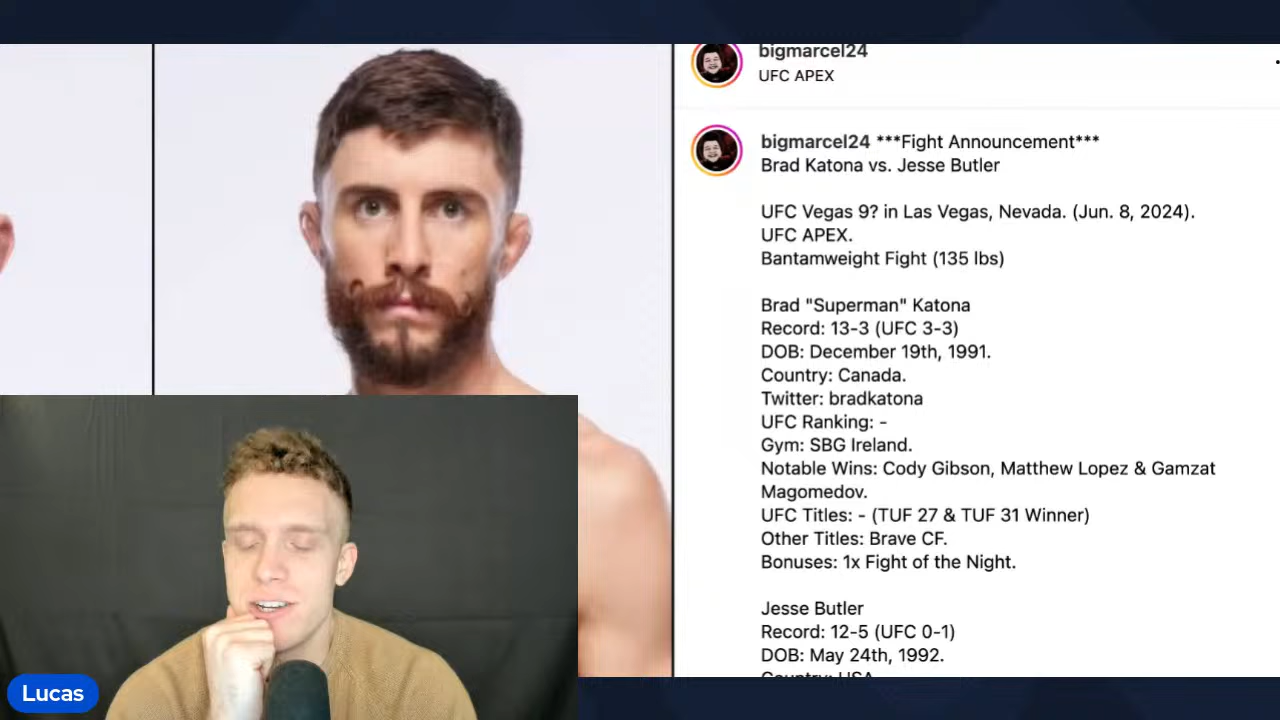 bigmarcel24
UFC APEX
bigmarcel24 ***Fight Announcement***
Brad Katona vs. Jesse Butler
UFC Vegas 9? in Las Vegas, Nevada. (Jun. 8, 2024).
UFC APEX.
Bantamweight Fight (135 lbs)
Brad "Superman" Katona
Record: 13-3 (UFC 3-3)
DOB: December 19th, 1991.
Country: Canada.
Twitter: bradkatona
UFC Ranking: -
Gym: SBG Ireland.
Notable Wins: Cody Gibson, Matthew Lopez & Gamzat
Magomedov.
UFC Titles: - (TUF 27 & TUF 31 Winner)
Other Titles: Brave CF.
Bonuses: 1x Fight of the Night.
Jesse Butler
Record: 12-5 (UFC 0-1)
DOB: May 24th, 1992.
Country: USA
Lucas